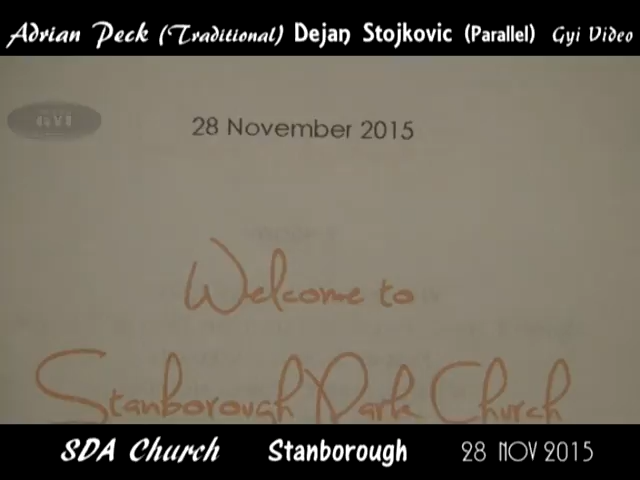 Adrian Peck (Traditional) Dejan Stojkovic (Parallel) Gyi Video
GVI
28 November 2015
Welcome to
Stanborough Park Church
SDA Church Stanborough 28 NOV 2015